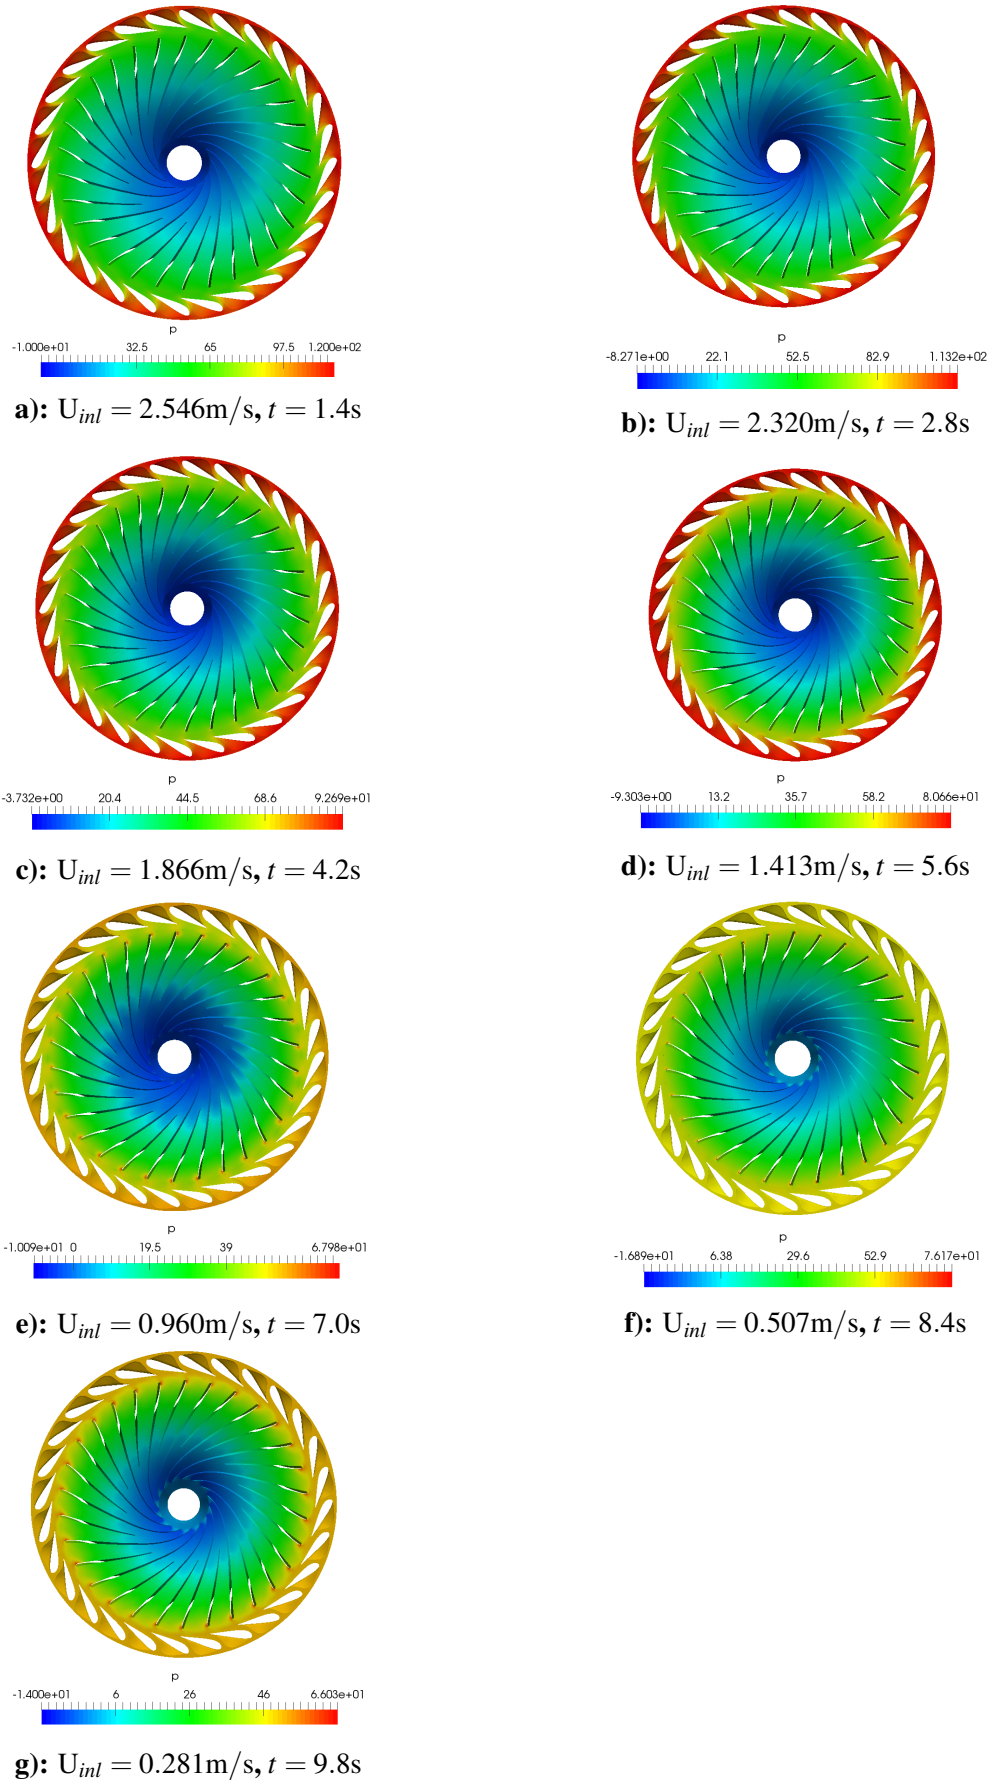 p
-1.000e+01 32.5 65 97.5 1.200e+02
a): U_inl = 2.546m/s, t = 1.4s
p
-8.271e+00 22.1 52.5 82.9 1.132e+02
b): U_inl = 2.320m/s, t = 2.8s
p
-3.732e+00 20.4 44.5 68.6 9.269e+01
c): U_inl = 1.866m/s, t = 4.2s
p
-9.303e+00 13.2 35.7 58.2 8.066e+01
d): U_inl = 1.413m/s, t = 5.6s
p
-1.009e+01 0 19.5 39 6.798e+01
e): U_inl = 0.960m/s, t = 7.0s
p
-1.689e+01 6.38 29.6 52.9 7.617e+01
f): U_inl = 0.507m/s, t = 8.4s
p
-1.400e+01 6 26 46 6.603e+01
g): U_inl = 0.281m/s, t = 9.8s